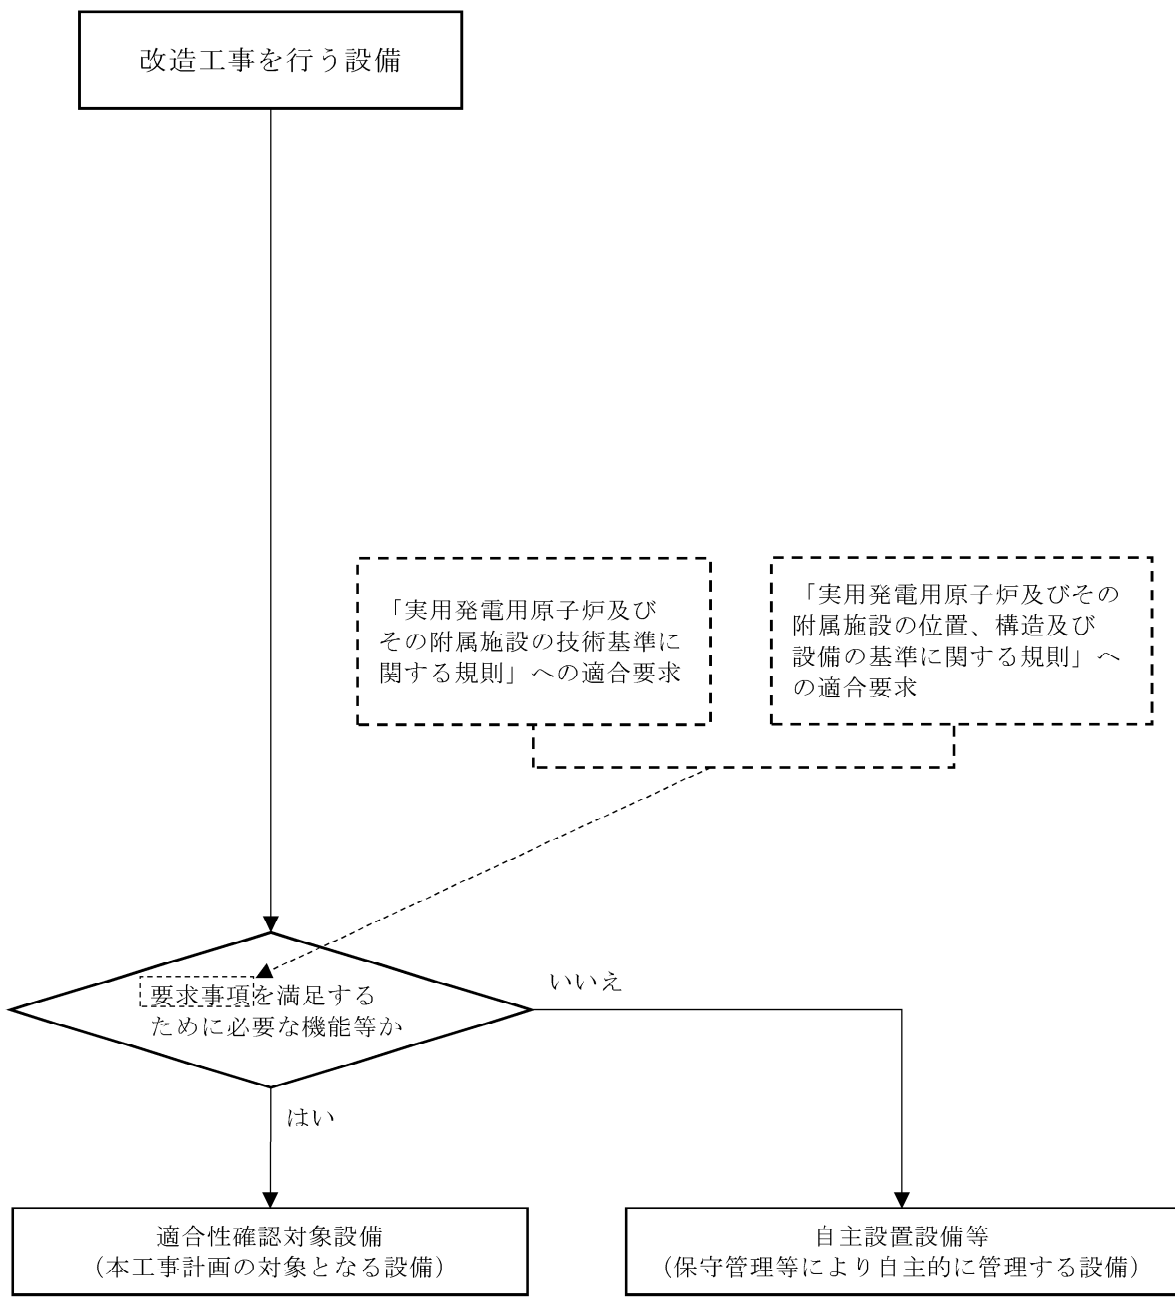 改造工事を行う設備
「実用発電用原子炉及び
その附属施設の技術基準に
関する規則」への適合要求
「実用発電用原子炉及びその
附属施設の位置、構造及び
設備の基準に関する規則」へ
の適合要求
要求事項を満足する
ために必要な機能等か
いいえ
はい
適合性確認対象設備
（本工事計画の対象となる設備）
自主設置設備等
（保守管理等により自主的に管理する設備）